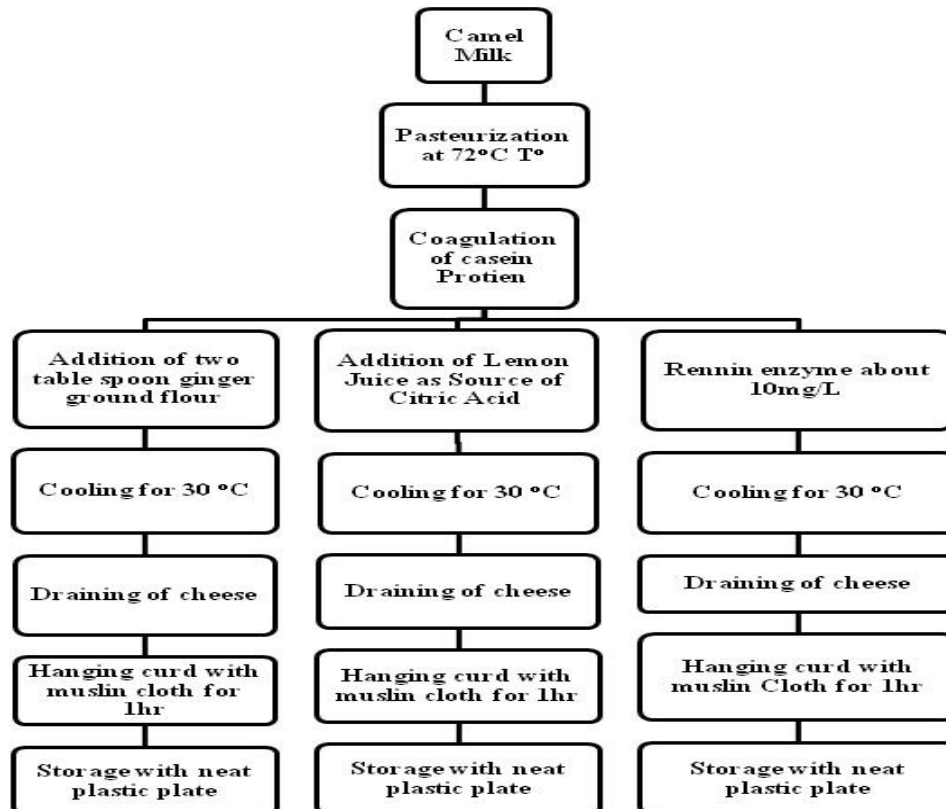 Camel
Milk
Pasteurization
at 72°C T°
Coagulation
of casein
Protien
Addition of two
table spoon ginger
ground flour
Cooling for 30 °C
Draining of cheese
Hanging curd with
muslin cloth for
1hr
Storage with neat
plastic plate
Addition of Lemon
Juice as Source of
Citric Acid
Cooling for 30 °C
Draining of cheese
Hanging curd with
muslin cloth for 1hr
Storage with neat
plastic plate
Rennin enzyme about
10mg/L
Cooling for 30 °C
Draining of cheese
Hanging curd with
muslin Cloth for 1hr
Storage with neat
plastic plate